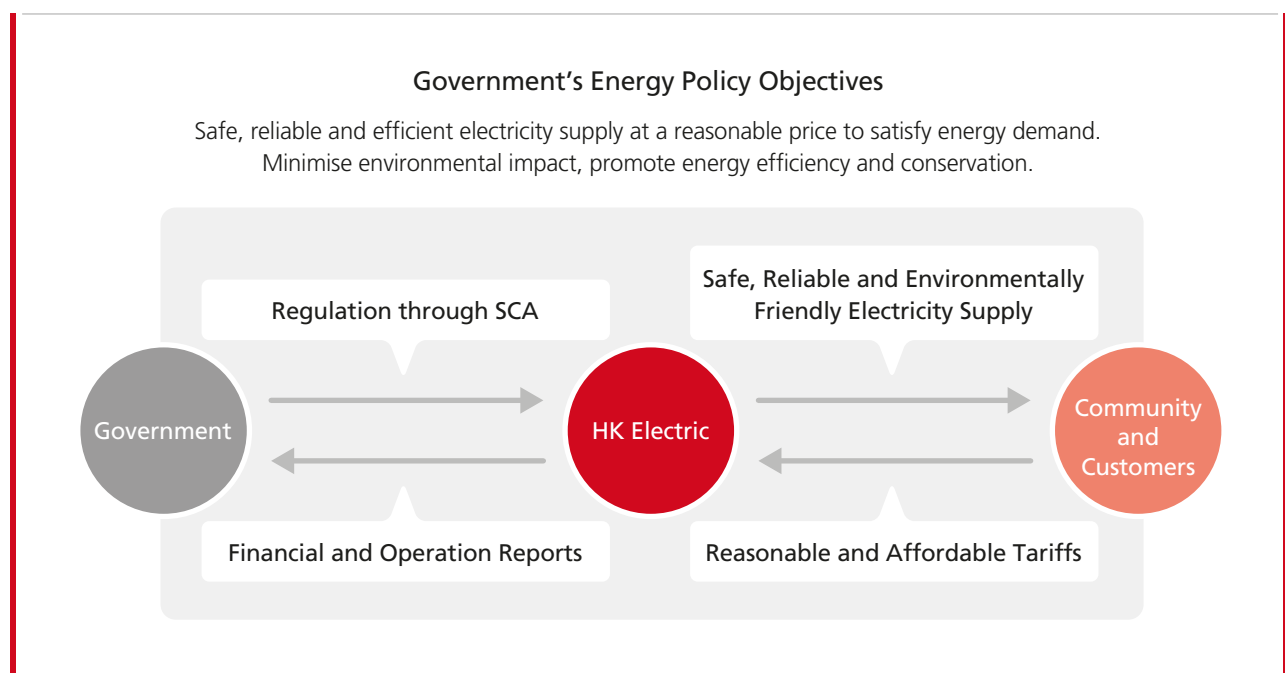 Government’s Energy Policy Objectives
Safe, reliable and efficient electricity supply at a reasonable price to satisfy energy demand.
Minimise environmental impact, promote energy efficiency and conservation.
Regulation through SCA
Safe, Reliable and Environmentally
Friendly Electricity Supply
Government
HK Electric
Community
and
Customers
Financial and Operation Reports
Reasonable and Affordable Tariffs